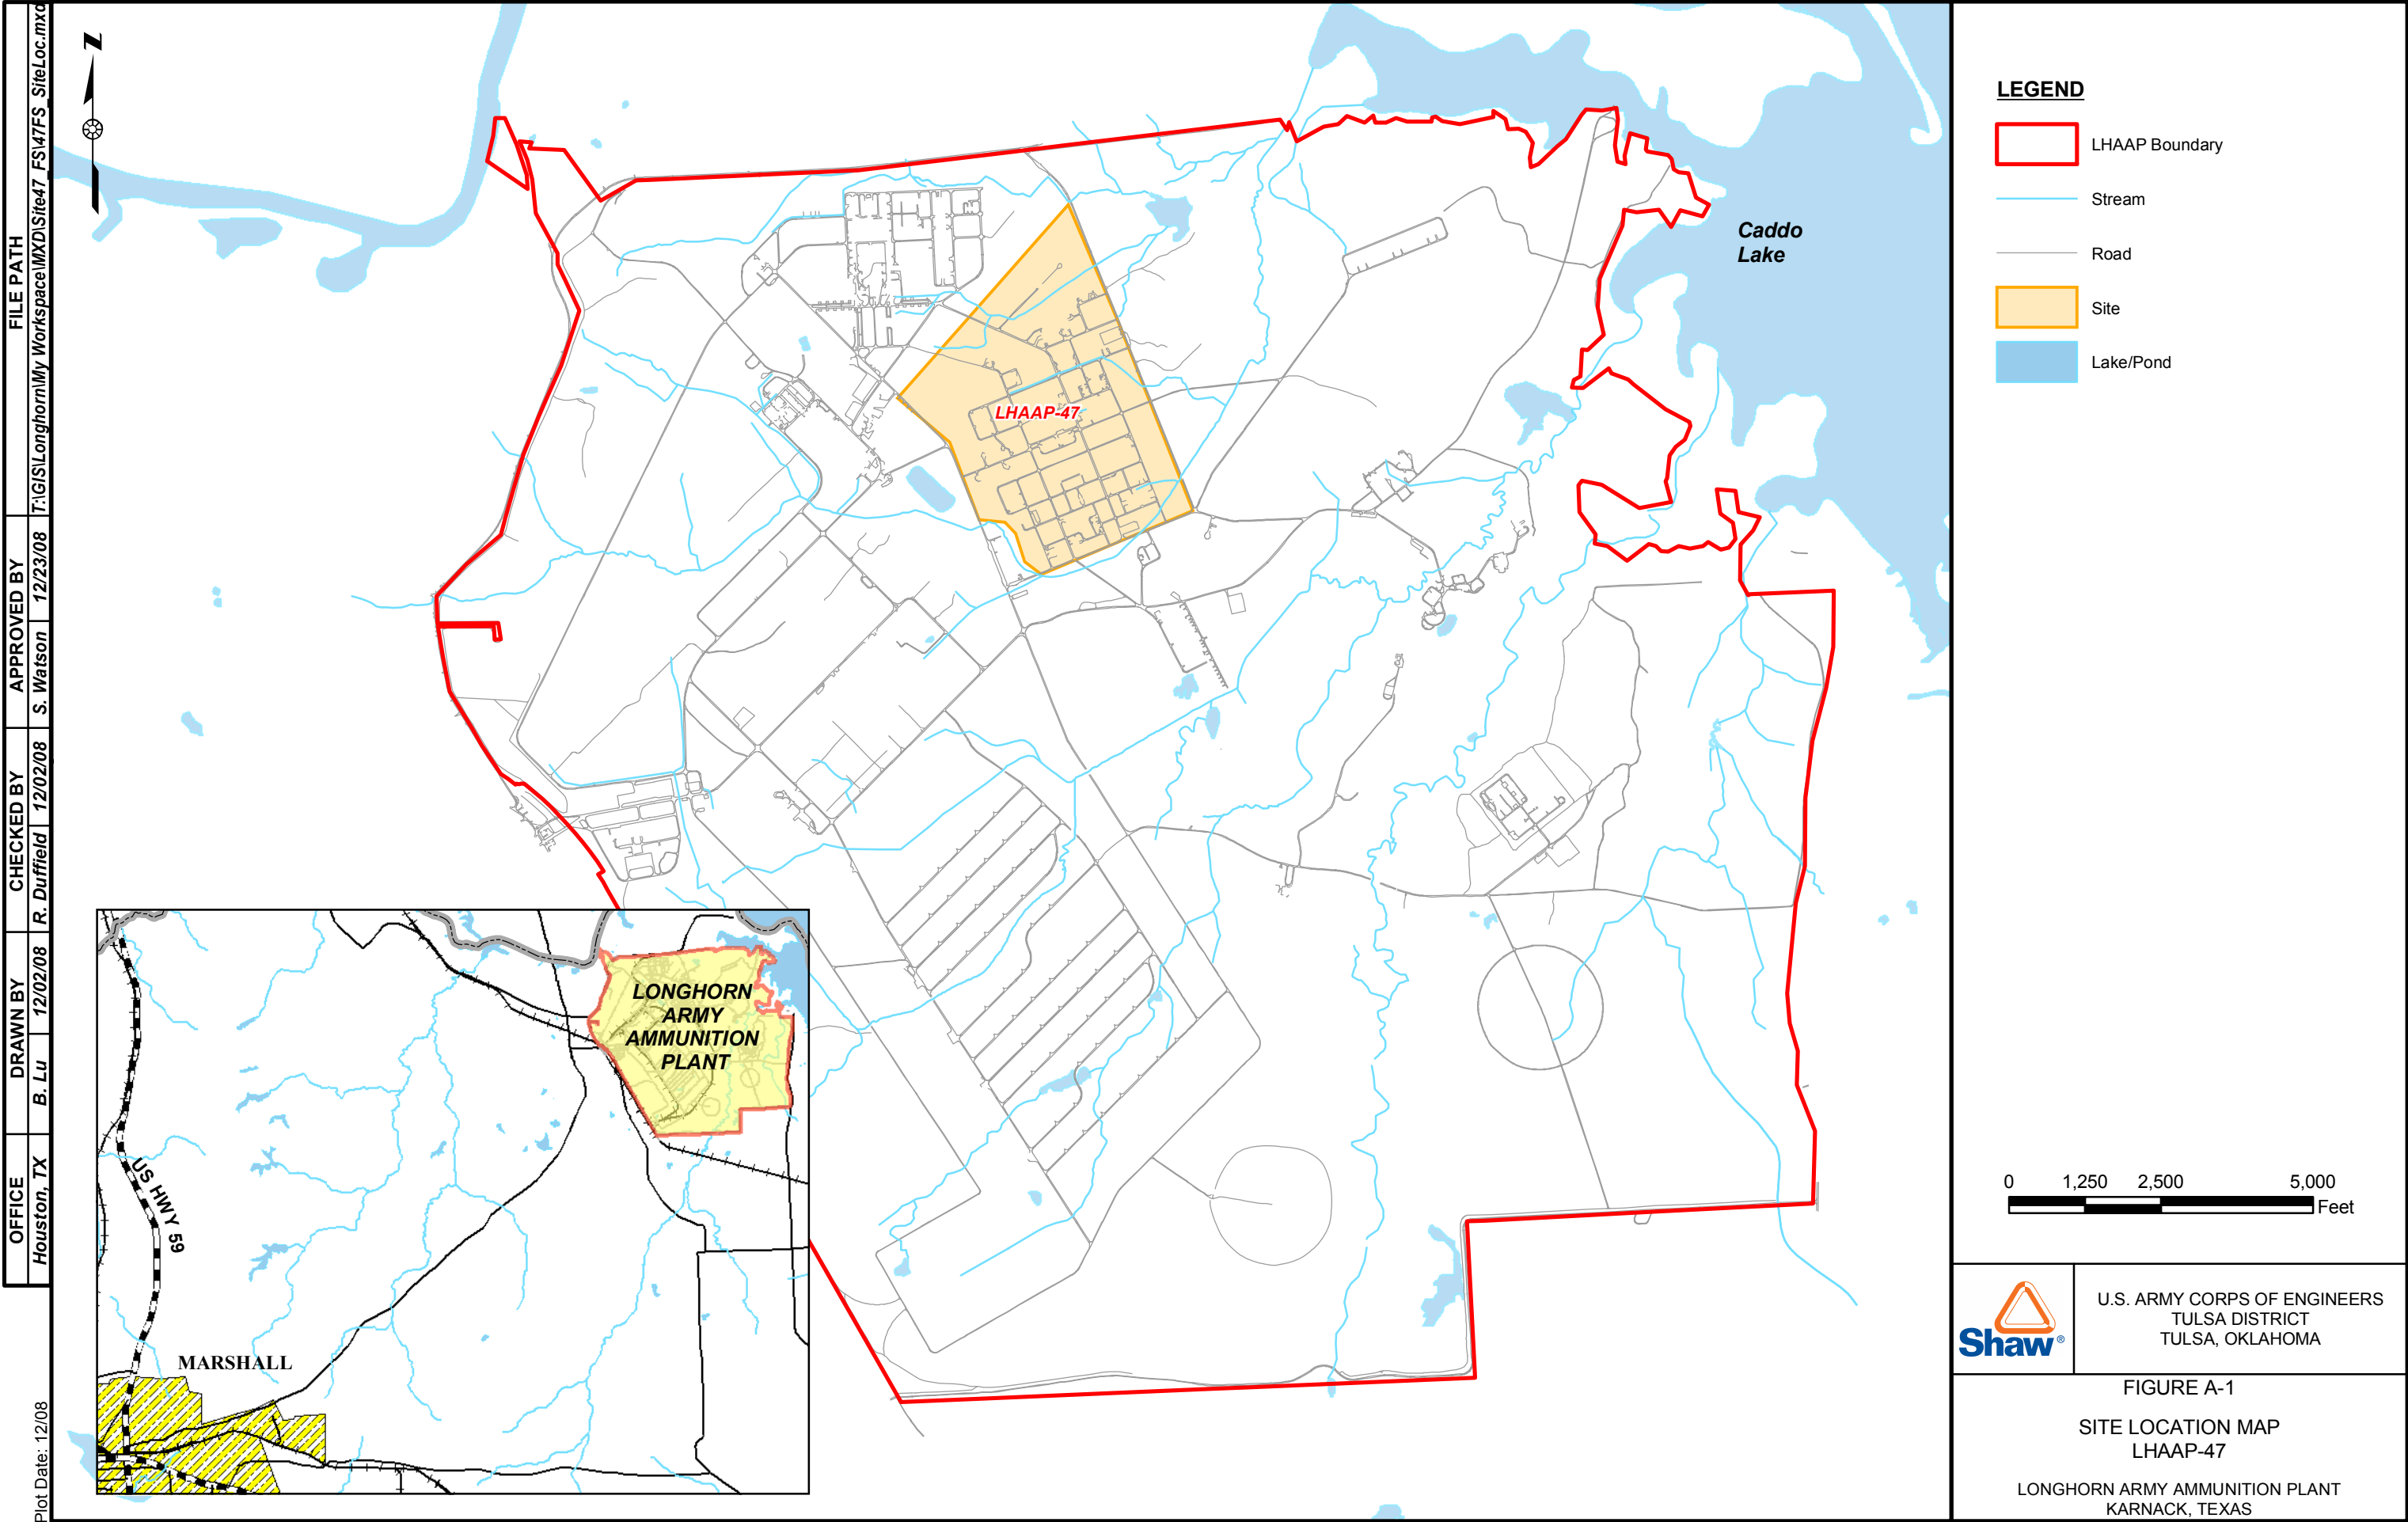 FILE PATH
T:\GIS\Longhorn\My Workspace\MXD\Site47_FS\47FS_SiteLoc.mxd
APPROVED BY
S. Watson 12/23/08
CHECKED BY
R. Duffield 12/02/08
DRAWN BY
B. Lu 12/02/08
OFFICE
Houston, TX
Plot Date: 12/08
N
LHAAP-47
Caddo
Lake
LONGHORN
ARMY
AMMUNITION
PLANT
US HWY 59
MARSHALL
LEGEND
LHAAP Boundary
Stream
Road
Site
Lake/Pond
0 1,250 2,500 5,000
Feet
Shaw®
U.S. ARMY CORPS OF ENGINEERS
TULSA DISTRICT
TULSA, OKLAHOMA
FIGURE A-1
SITE LOCATION MAP
LHAAP-47
LONGHORN ARMY AMMUNITION PLANT
KARNACK, TEXAS